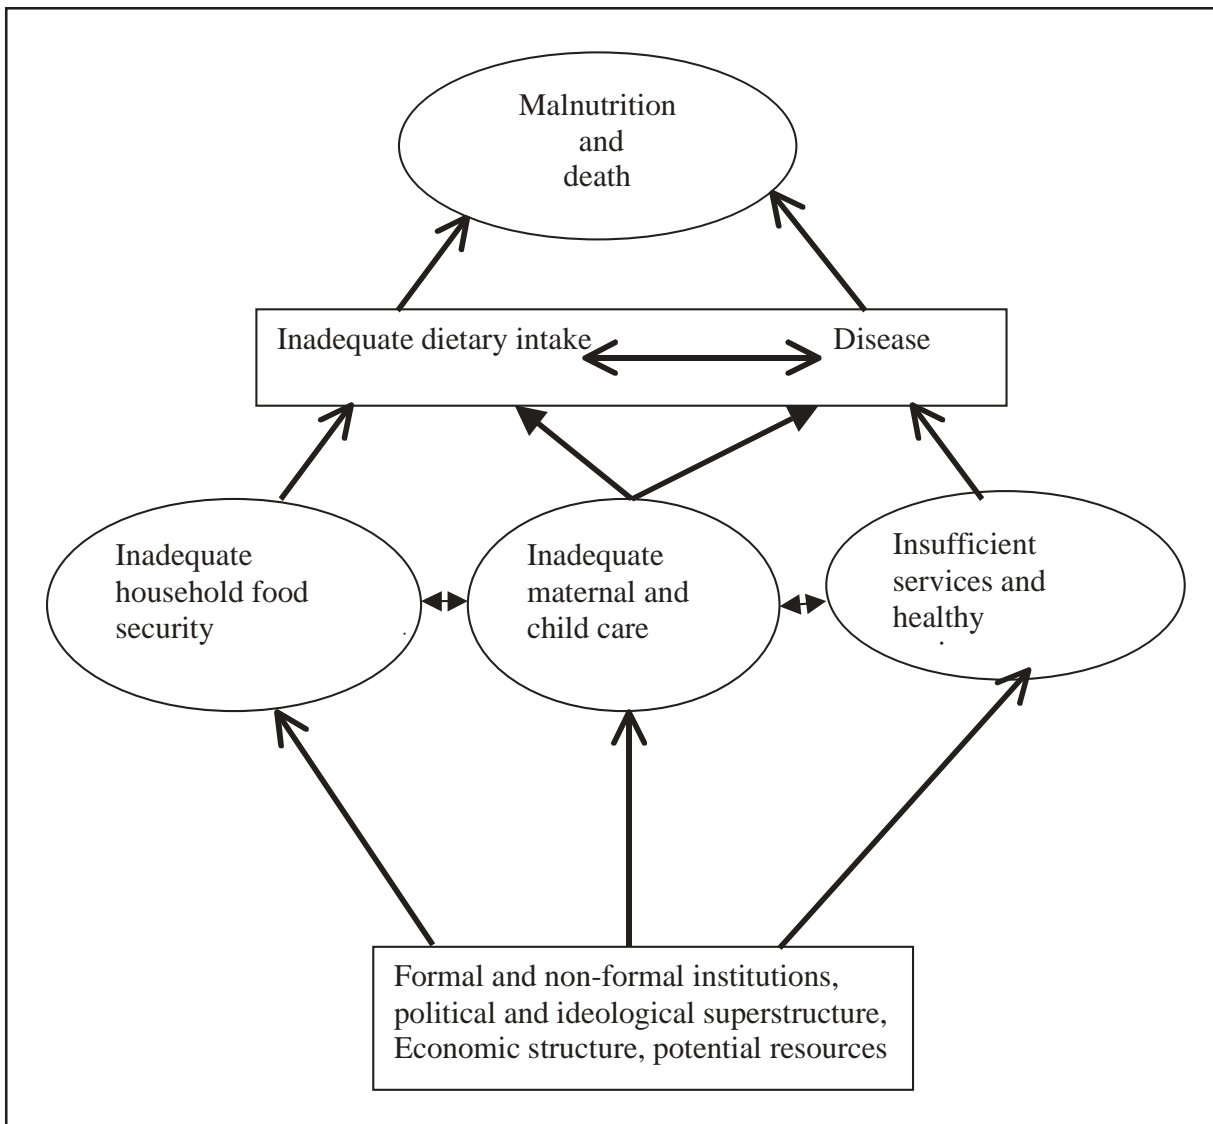 Malnutrition
and
death
Inadequate dietary intake
Disease
Inadequate
household food
security
Inadequate
maternal and
child care
Insufficient
services and
healthy
Formal and non-formal institutions,
political and ideological superstructure,
Economic structure, potential resources